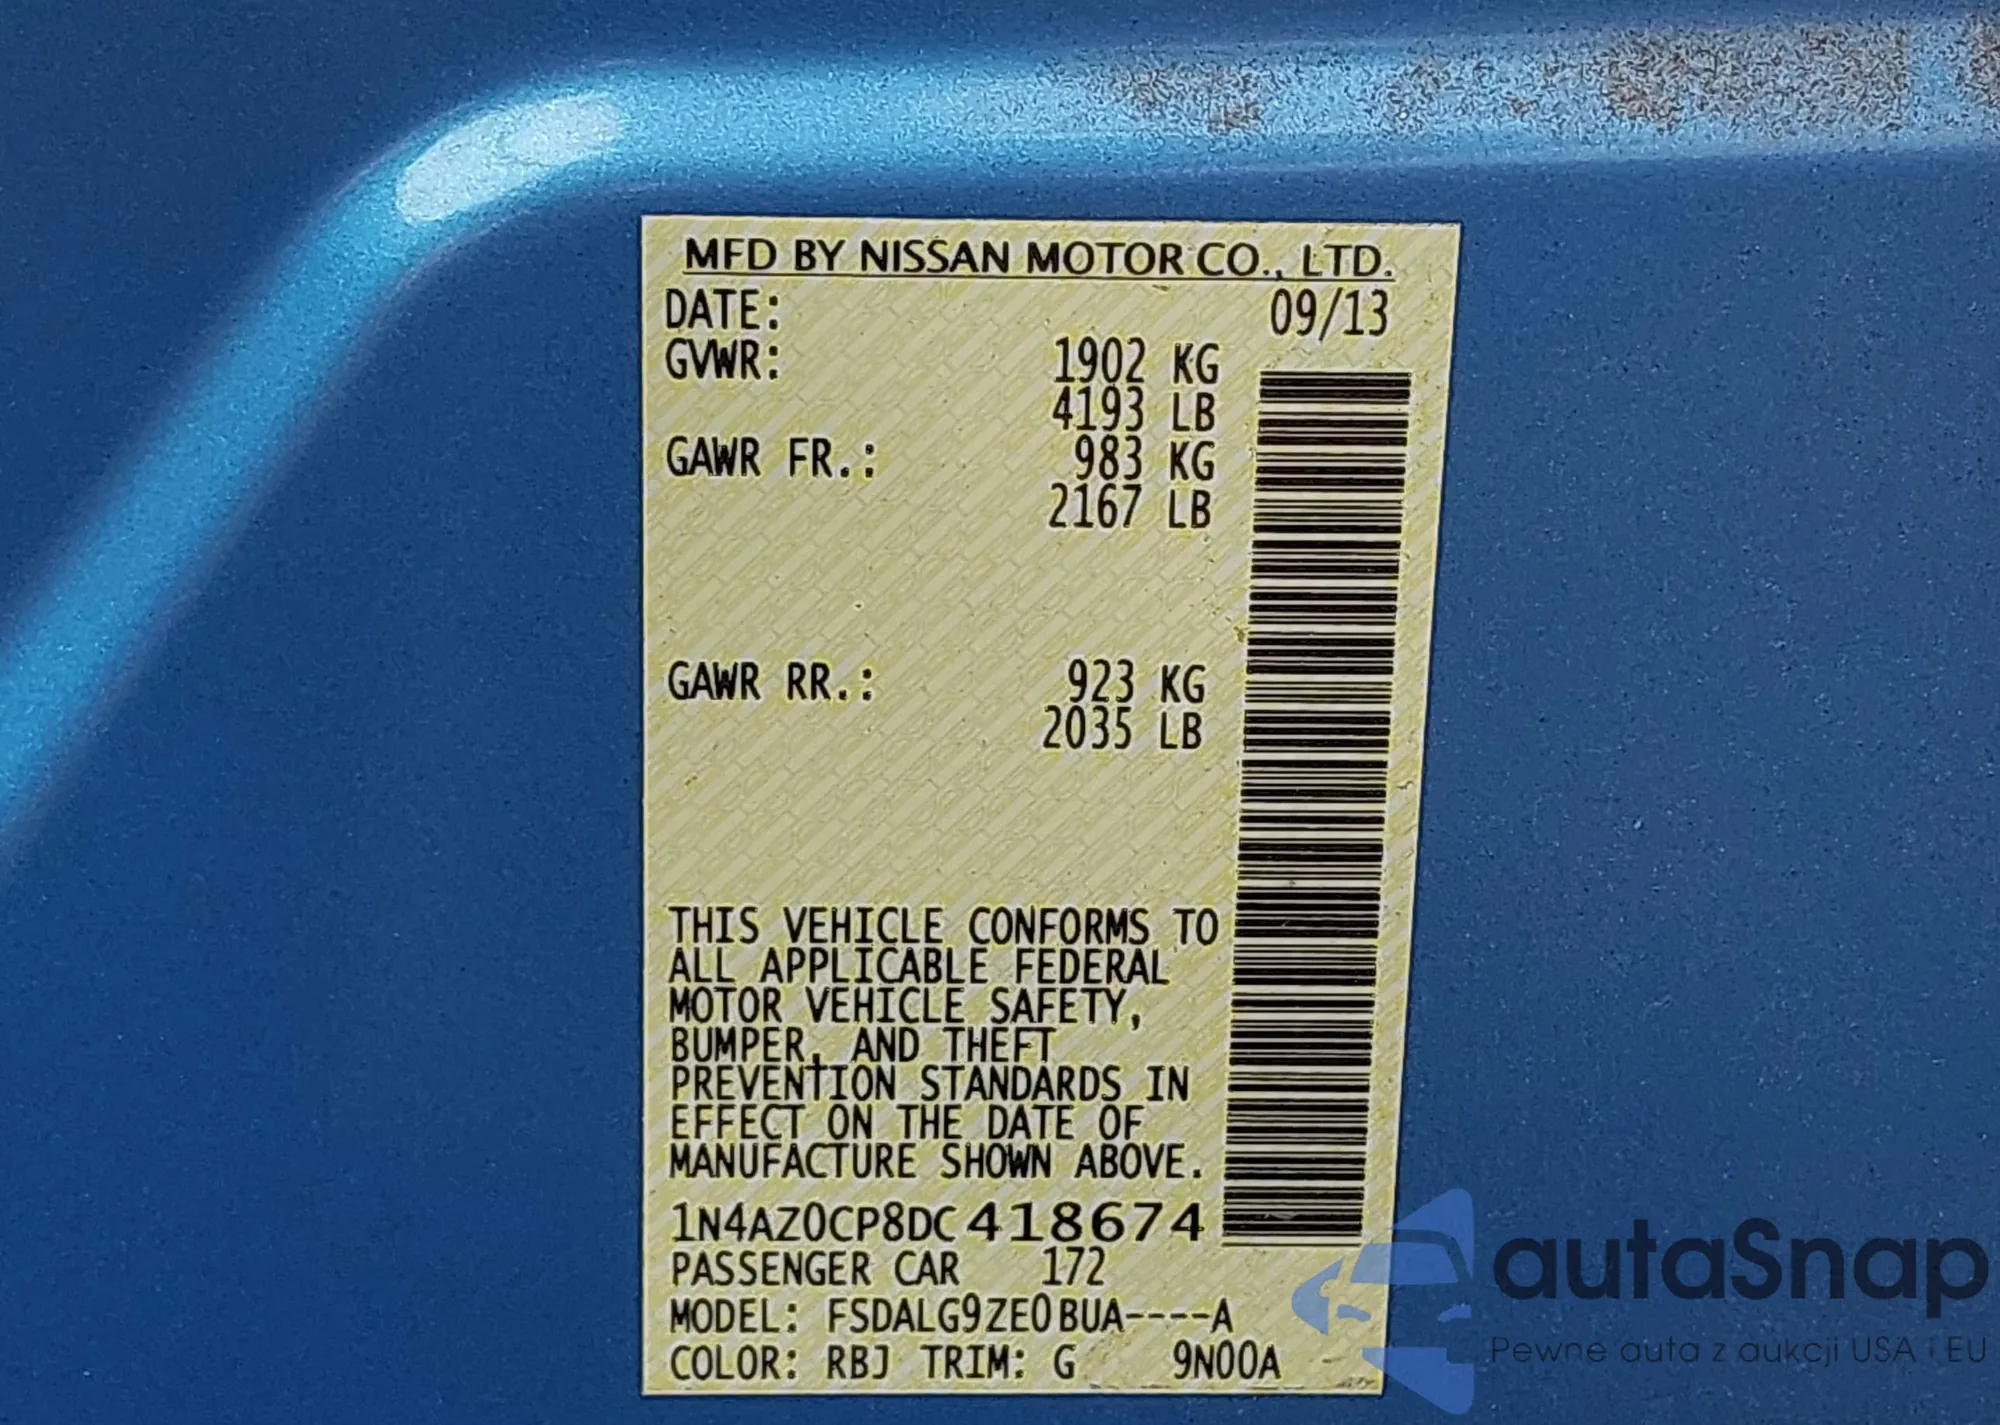 MFD BY NISSAN MOTOR CO., LTD.
DATE: 09/13
GVWR: 1902 KG
4193 LB
GAWR FR.: 983 KG
2167 LB
GAWR RR.: 923 KG
2035 LB
THIS VEHICLE CONFORMS TO
ALL APPLICABLE FEDERAL
MOTOR VEHICLE SAFETY,
BUMPER, AND THEFT
PREVENTION STANDARDS IN
EFFECT ON THE DATE OF
MANUFACTURE SHOWN ABOVE.
1N4AZ0CP8DC418674
PASSENGER CAR 172
MODEL: FSDALG9ZE0BUA----A
COLOR: RBJ TRIM: G 9N00A
autaSnap
Pewne auta z aukcji USA i EU